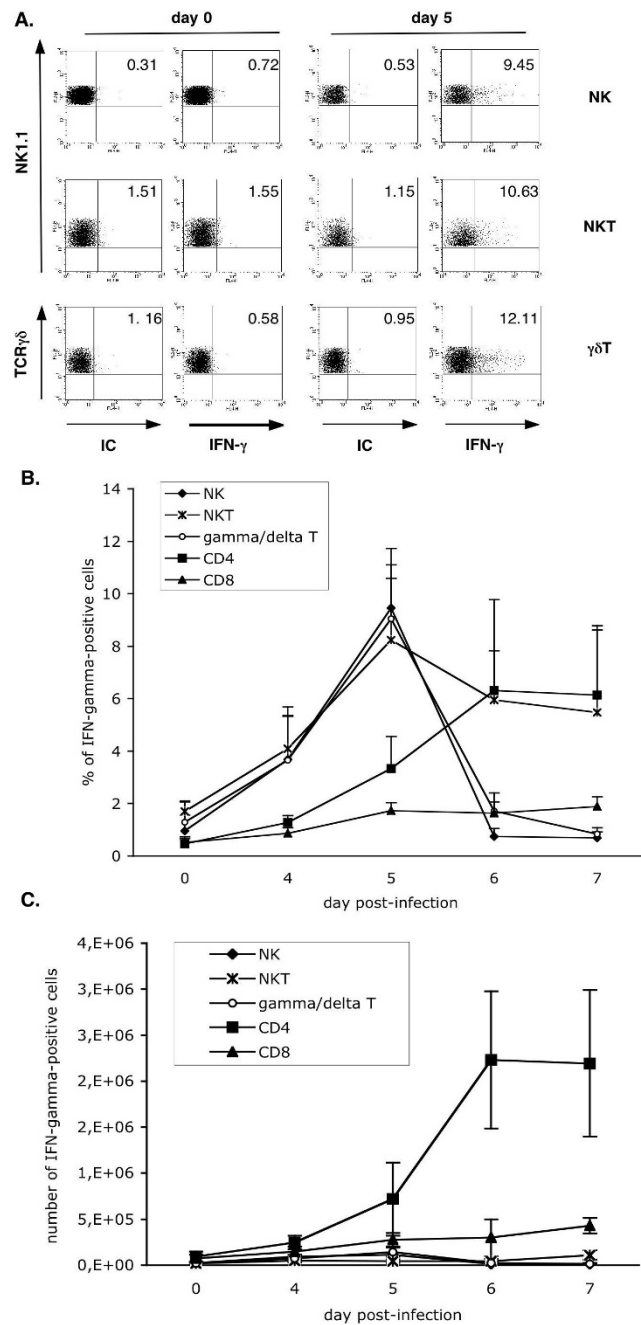 A.
day 0 day 5
0.31 0.72 0.53 9.45 NK
NK1.1
1.51 1.55 1.15 10.63 NKT
1. 16 0.58 0.95 12.11 γδT
TCRγδ
IC IFN-γ IC IFN-γ
B.
14
12
10
8
6
4
2
0
% of IFN-gamma-positive cells
NK
NKT
gamma/delta T
CD4
CD8
0 4 5 6 7
day post-infection
C.
4,E+06
3,E+06
3,E+06
2,E+06
2,E+06
1,E+06
5,E+05
0,E+00
number of IFN-gamma-positive cells
NK
NKT
gamma/delta T
CD4
CD8
0 4 5 6 7
day post-infection